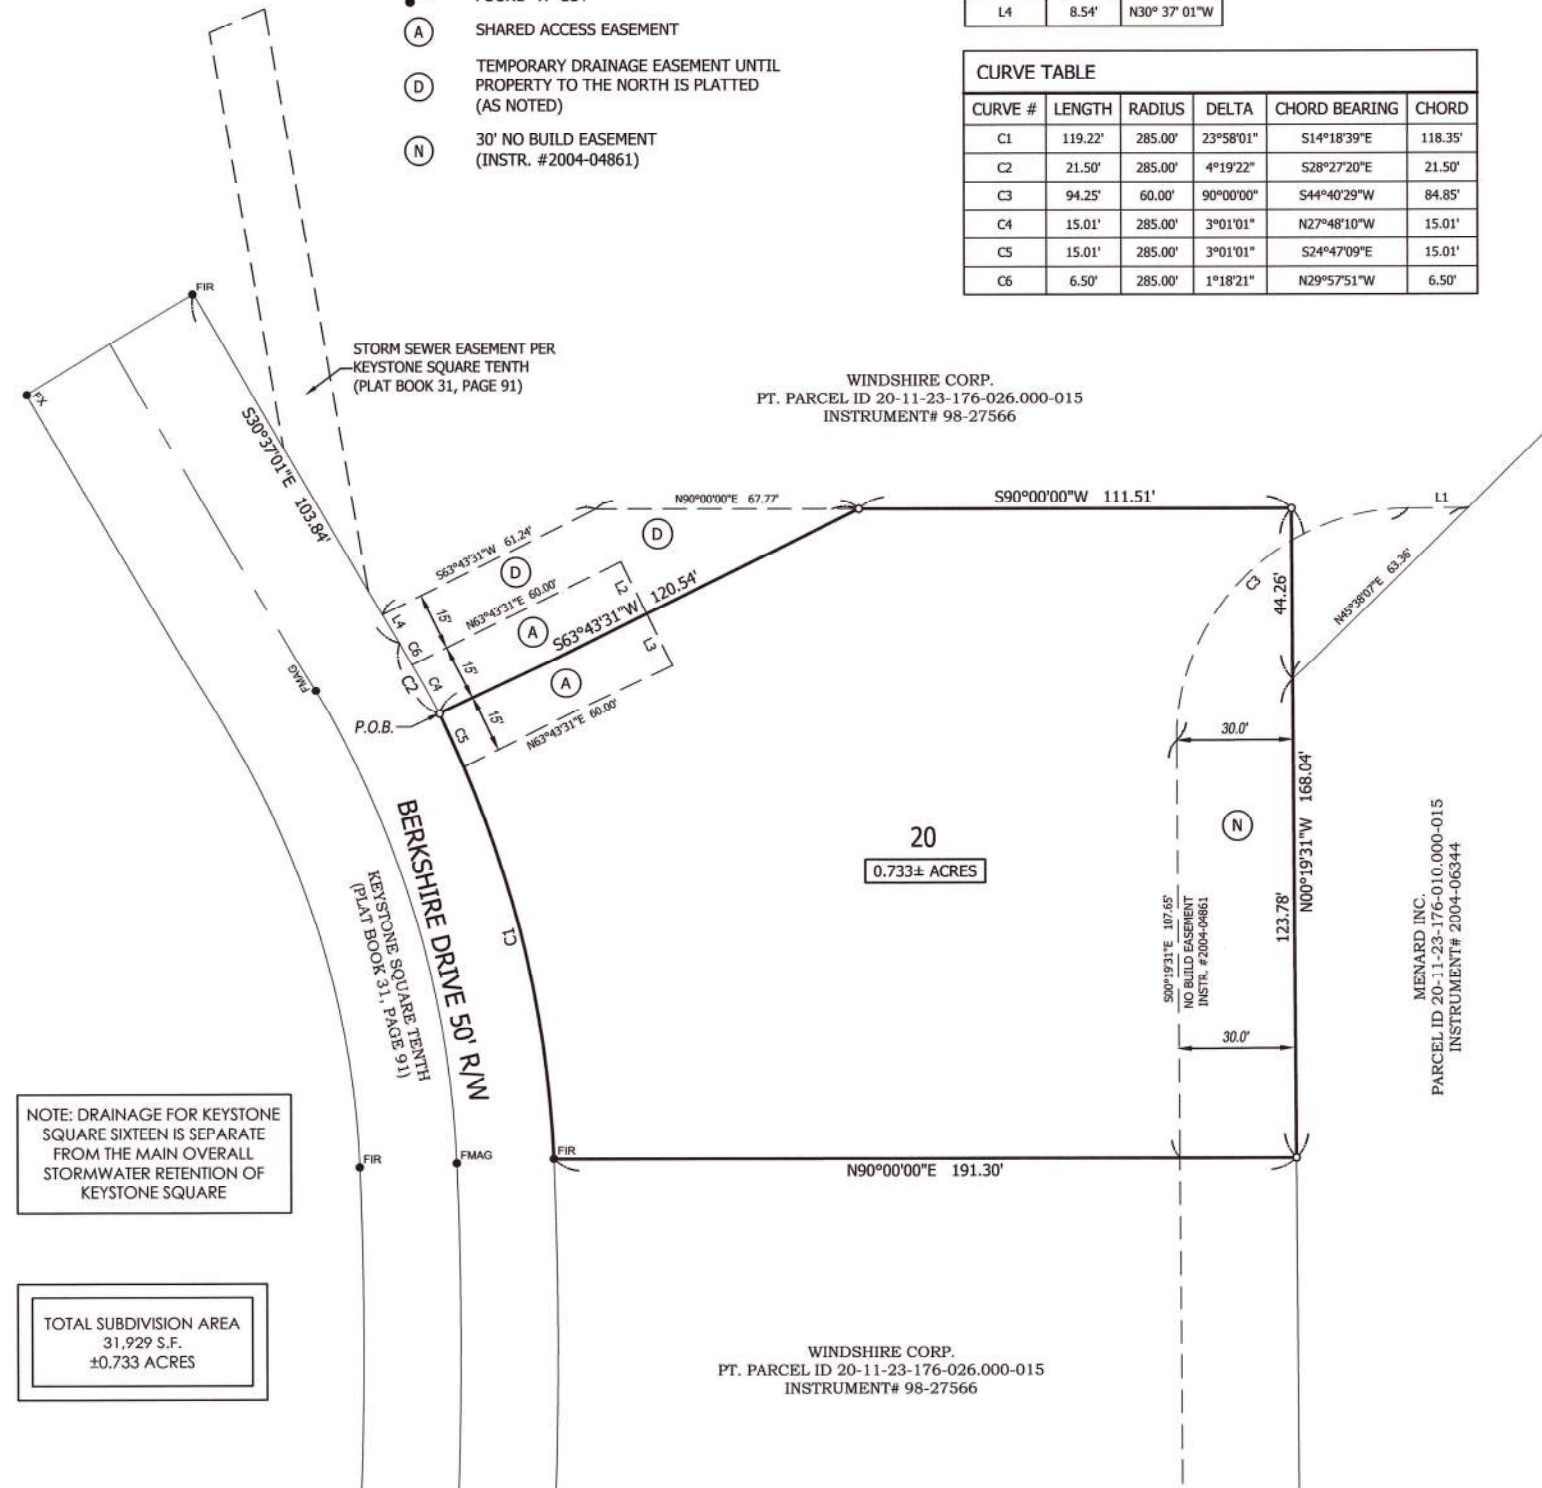 SHARED ACCESS EASEMENT
A
TEMPORARY DRAINAGE EASEMENT UNTIL
PROPERTY TO THE NORTH IS PLATTED
(AS NOTED)
D
30' NO BUILD EASEMENT
(INSTR. #2004-04861)
N
L4 8.54' N30° 37' 01"W
CURVE TABLE
CURVE # LENGTH RADIUS DELTA CHORD BEARING CHORD
C1 119.22' 285.00' 23°58'01" S14°18'39"E 118.35'
C2 21.50' 285.00' 4°19'22" S28°27'20"E 21.50'
C3 94.25' 60.00' 90°00'00" S44°40'29"W 84.85'
C4 15.01' 285.00' 3°01'01" N27°48'10"W 15.01'
C5 15.01' 285.00' 3°01'01" S24°47'09"E 15.01'
C6 6.50' 285.00' 1°18'21" N29°57'51"W 6.50'
FIR
FX
STORM SEWER EASEMENT PER
KEYSTONE SQUARE TENTH
(PLAT BOOK 31, PAGE 91)
WINDSHIRE CORP.
PT. PARCEL ID 20-11-23-176-026.000-015
INSTRUMENT# 98-27566
S30°37'01"E 103.84'
N90°00'00"E 67.77'
S90°00'00"W 111.51'
L1
S63°43'31"W 61.24'
D
D
N63°43'31"E 60.00'
L2
S63°43'31"W 120.54'
A
L3
A
N63°43'31"E 60.00'
15'
15'
15'
L4
C6
C4
C2
C5
C3
44.26'
N45°38'07"E 63.36'
FMAG
P.O.B.
30.0'
N00°19'31"W 168.04'
N
20
0.733± ACRES
123.78'
S00°19'31"E 107.65'
NO BUILD EASEMENT
INSTR. #2004-04861
30.0'
MENARD INC.
PARCEL ID 20-11-23-176-010.000-015
INSTRUMENT# 2004-06344
BERKSHIRE DRIVE 50' R/W
KEYSTONE SQUARE TENTH
(PLAT BOOK 31, PAGE 91)
C1
FIR
FMAG
FIR
N90°00'00"E 191.30'
NOTE: DRAINAGE FOR KEYSTONE
SQUARE SIXTEEN IS SEPARATE
FROM THE MAIN OVERALL
STORMWATER RETENTION OF
KEYSTONE SQUARE
TOTAL SUBDIVISION AREA
31,929 S.F.
±0.733 ACRES
WINDSHIRE CORP.
PT. PARCEL ID 20-11-23-176-026.000-015
INSTRUMENT# 98-27566